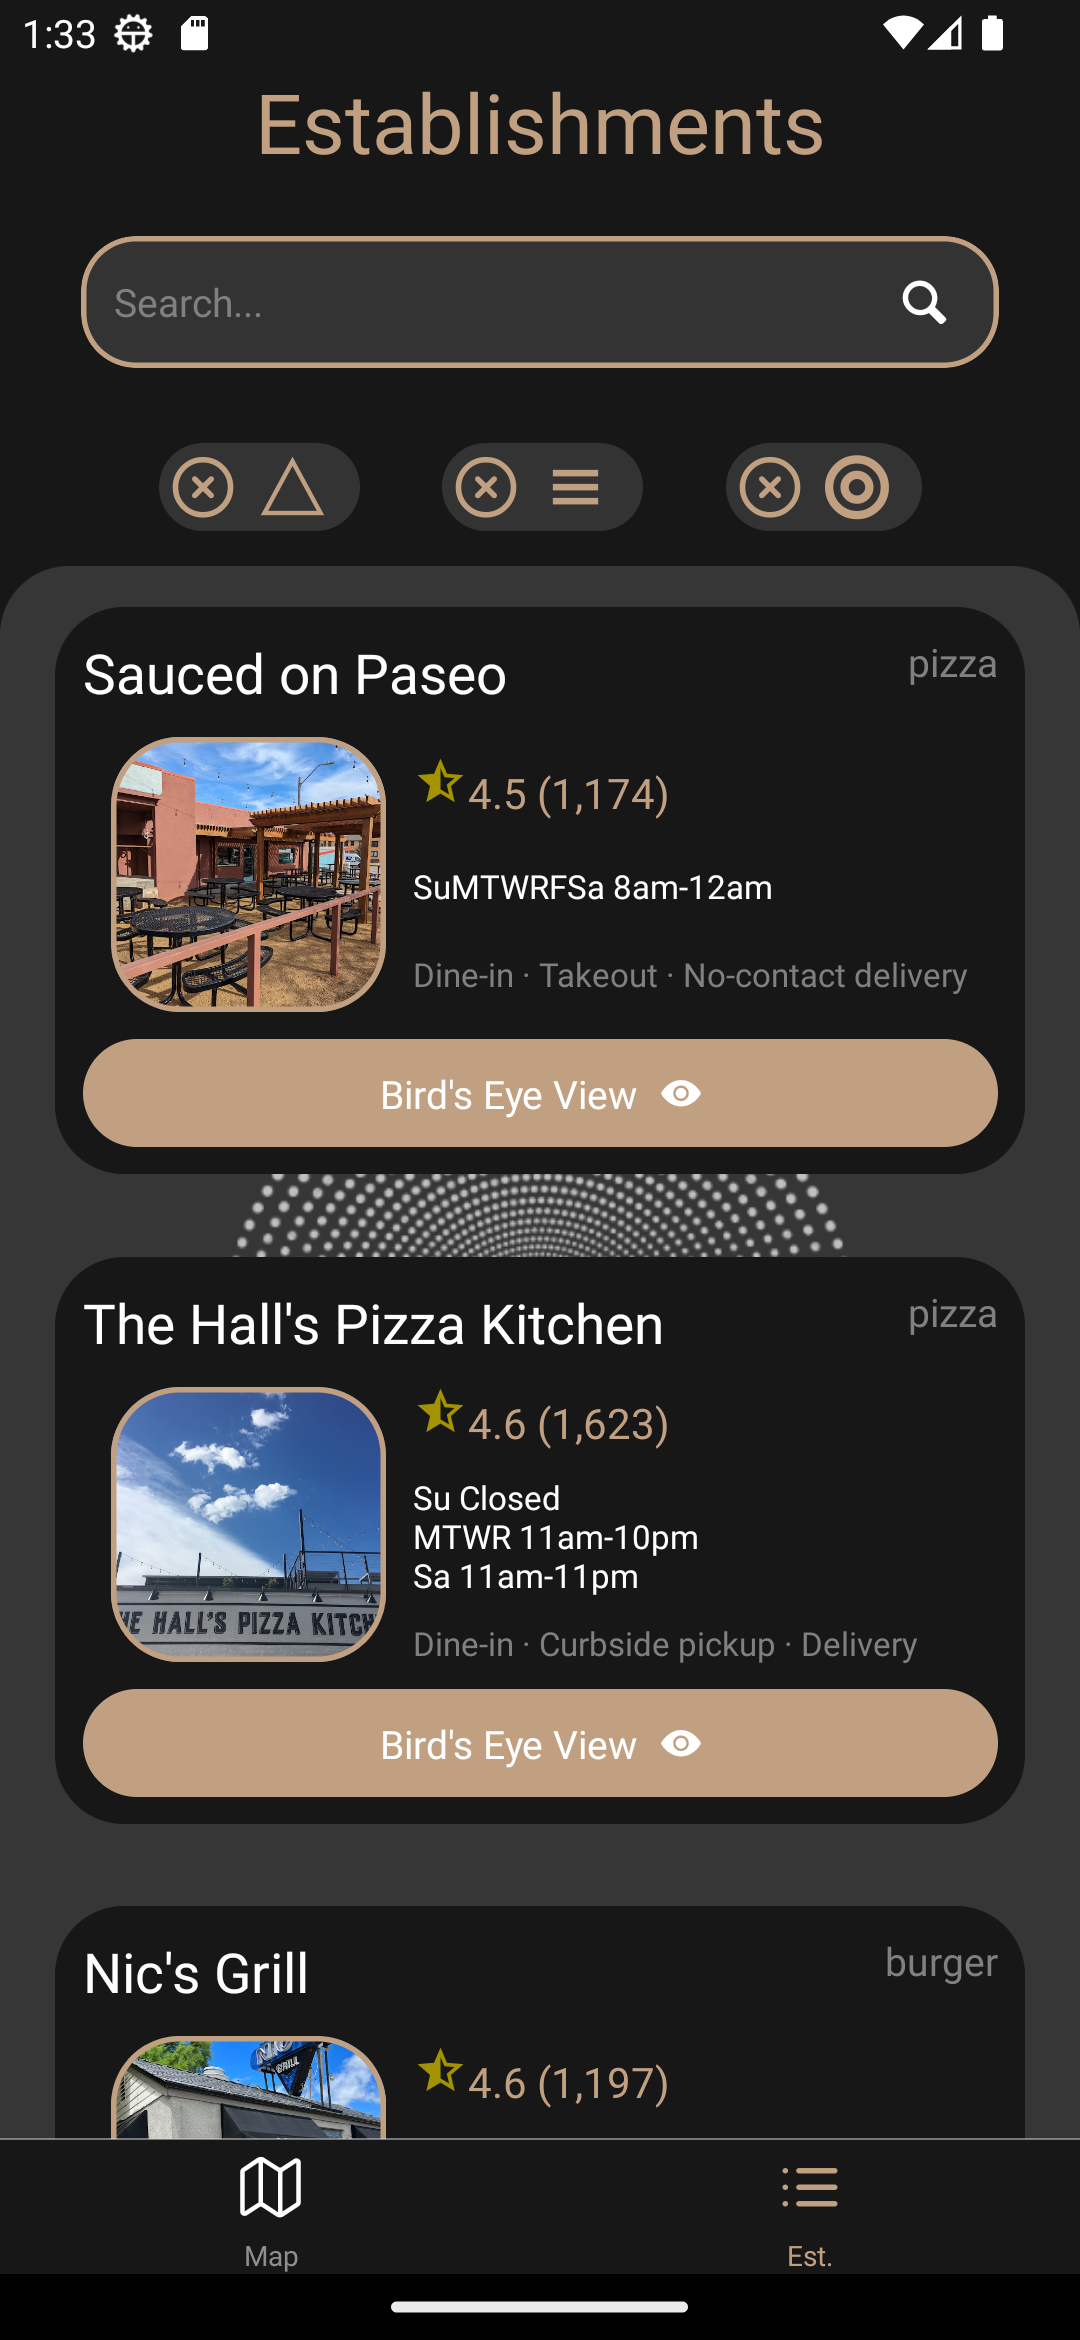 1:33
Establishments
Search...
Sauced on Paseo
pizza
4.5 (1,174)
SuMTWRFSa 8am-12am
Dine-in · Takeout · No-contact delivery
Bird's Eye View
The Hall's Pizza Kitchen
pizza
4.6 (1,623)
Su Closed
MTWR 11am-10pm
Sa 11am-11pm
HE HALL'S PIZZA KITCH
Dine-in · Curbside pickup · Delivery
Bird's Eye View
Nic's Grill
burger
NIC
GRILL
4.6 (1,197)
Map
Est.